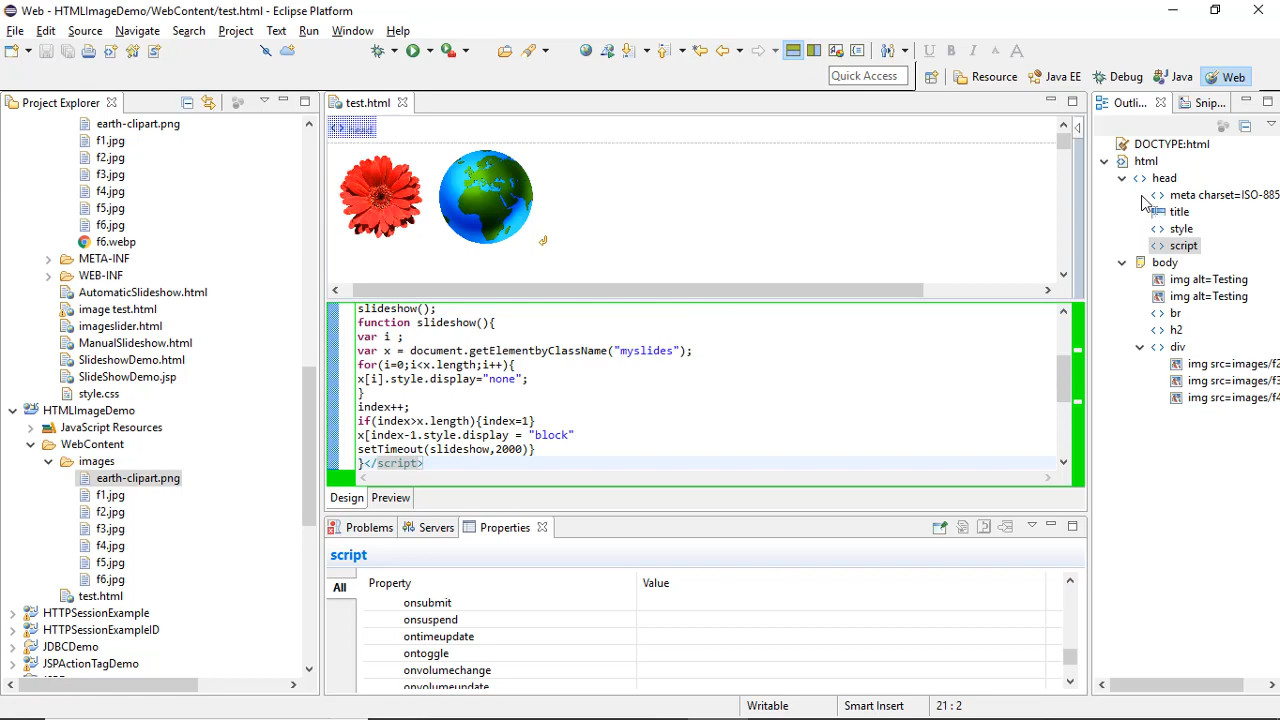 Web - HTMLImageDemo/WebContent/test.html - Eclipse Platform
File Edit Source Navigate Search Project Text Run Window Help
Quick Access
Resource
Java EE
Debug
Java
Web
Project Explorer
earth-clipart.png
f1.jpg
f2.jpg
f3.jpg
f4.jpg
f5.jpg
f6.jpg
f6.webp
META-INF
WEB-INF
AutomaticSlideshow.html
image test.html
imageslider.html
ManualSlideshow.html
SlideshowDemo.html
SlideShowDemo.jsp
style.css
HTMLImageDemo
JavaScript Resources
WebContent
images
earth-clipart.png
f1.jpg
f2.jpg
f3.jpg
f4.jpg
f5.jpg
f6.jpg
test.html
HTTPSessionExample
HTTPSessionExampleID
JDBCDemo
JSPActionTagDemo
test.html
slideshow();
function slideshow(){
var i ;
var x = document.getElementbyClassName("myslides");
for(i=0;i<x.length;i++){
x[i].style.display="none";
}
index++;
if(index>x.length){index=1}
x[index-1.style.display = "block"
setTimeout(slideshow,2000)}
}</script>
Design Preview
Problems Servers Properties
script
All
Property Value
onsubmit
onsuspend
ontimeupdate
ontoggle
onvolumechange
onvolumeupdate
Outli... Snip...
DOCTYPE:html
html
head
meta charset=ISO-885
title
style
script
body
img alt=Testing
img alt=Testing
br
h2
div
img src=images/f2
img src=images/f3
img src=images/f4
Writable Smart Insert 21 : 2